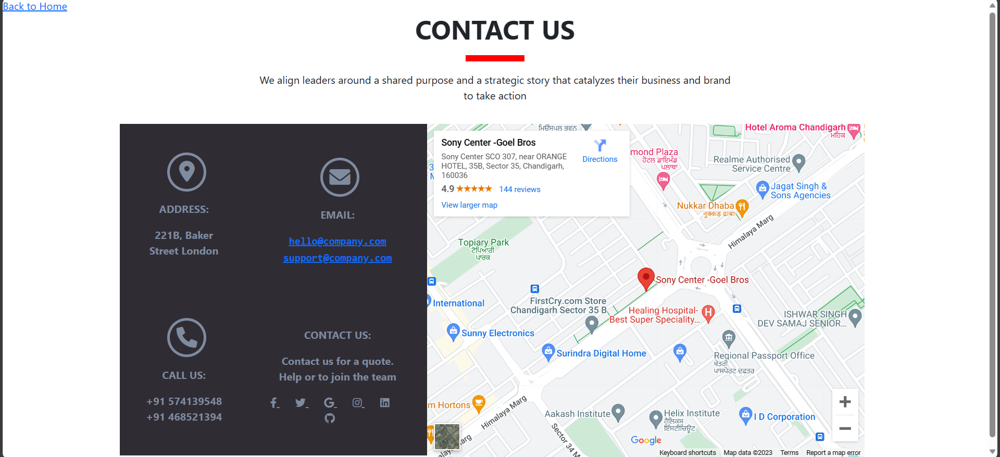 Back to Home
CONTACT US
We align leaders around a shared purpose and a strategic story that catalyzes their business and brand
to take action
ADDRESS:
221B, Baker
Street London
EMAIL:
hello@company.com
support@company.com
CALL US:
+91 574139548
+91 468521394
CONTACT US:
Contact us for a quote.
Help or to join the team
Sony Center -Goel Bros
Sony Center SCO 307, near ORANGE
HOTEL, 35B, Sector 35, Chandigarh,
160036
4.9 ★★★★★ 144 reviews
View larger map
Directions
ਭਵਨ
Hotel Aroma Chandigarh
ਮਹਿਕ
mond Plaza
ਹੋਟਲ ਡਾਇਮੰਡ
ਪਲਾਥਾ
Realme Authorised
Service Centre
Jagat Singh &
Sons Agencies
Nukkar Dhaba
नुक्कड़ ढाबा
Himalaya Marg
Topiary Park
ਟੋਪਿਆਰੀ
ਪਾਰਕ
Sony Center -Goel Bros
International
FirstCry.com Store
Chandigarh Sector 35 B
Healing Hospital-
Best Super Speciality...
ISHWAR SINGH
DEV SAMAJ SENIOR...
Sunny Electronics
Surindra Digital Home
Regional Passport Office
ਖੇਤਰੀ
ਪਾਸਪੋਰਟ ਦਫਤਰ
m Hortons
Himalaya Marg
Aakash Institute
Helix Institute
ਹੈਲਿਕਸ
ਇੰਸਟੀਚਿਊਟ
I D Corporation
Sector 34 
Google
Keyboard shortcuts
Map data ©2023
Terms
Report a map error